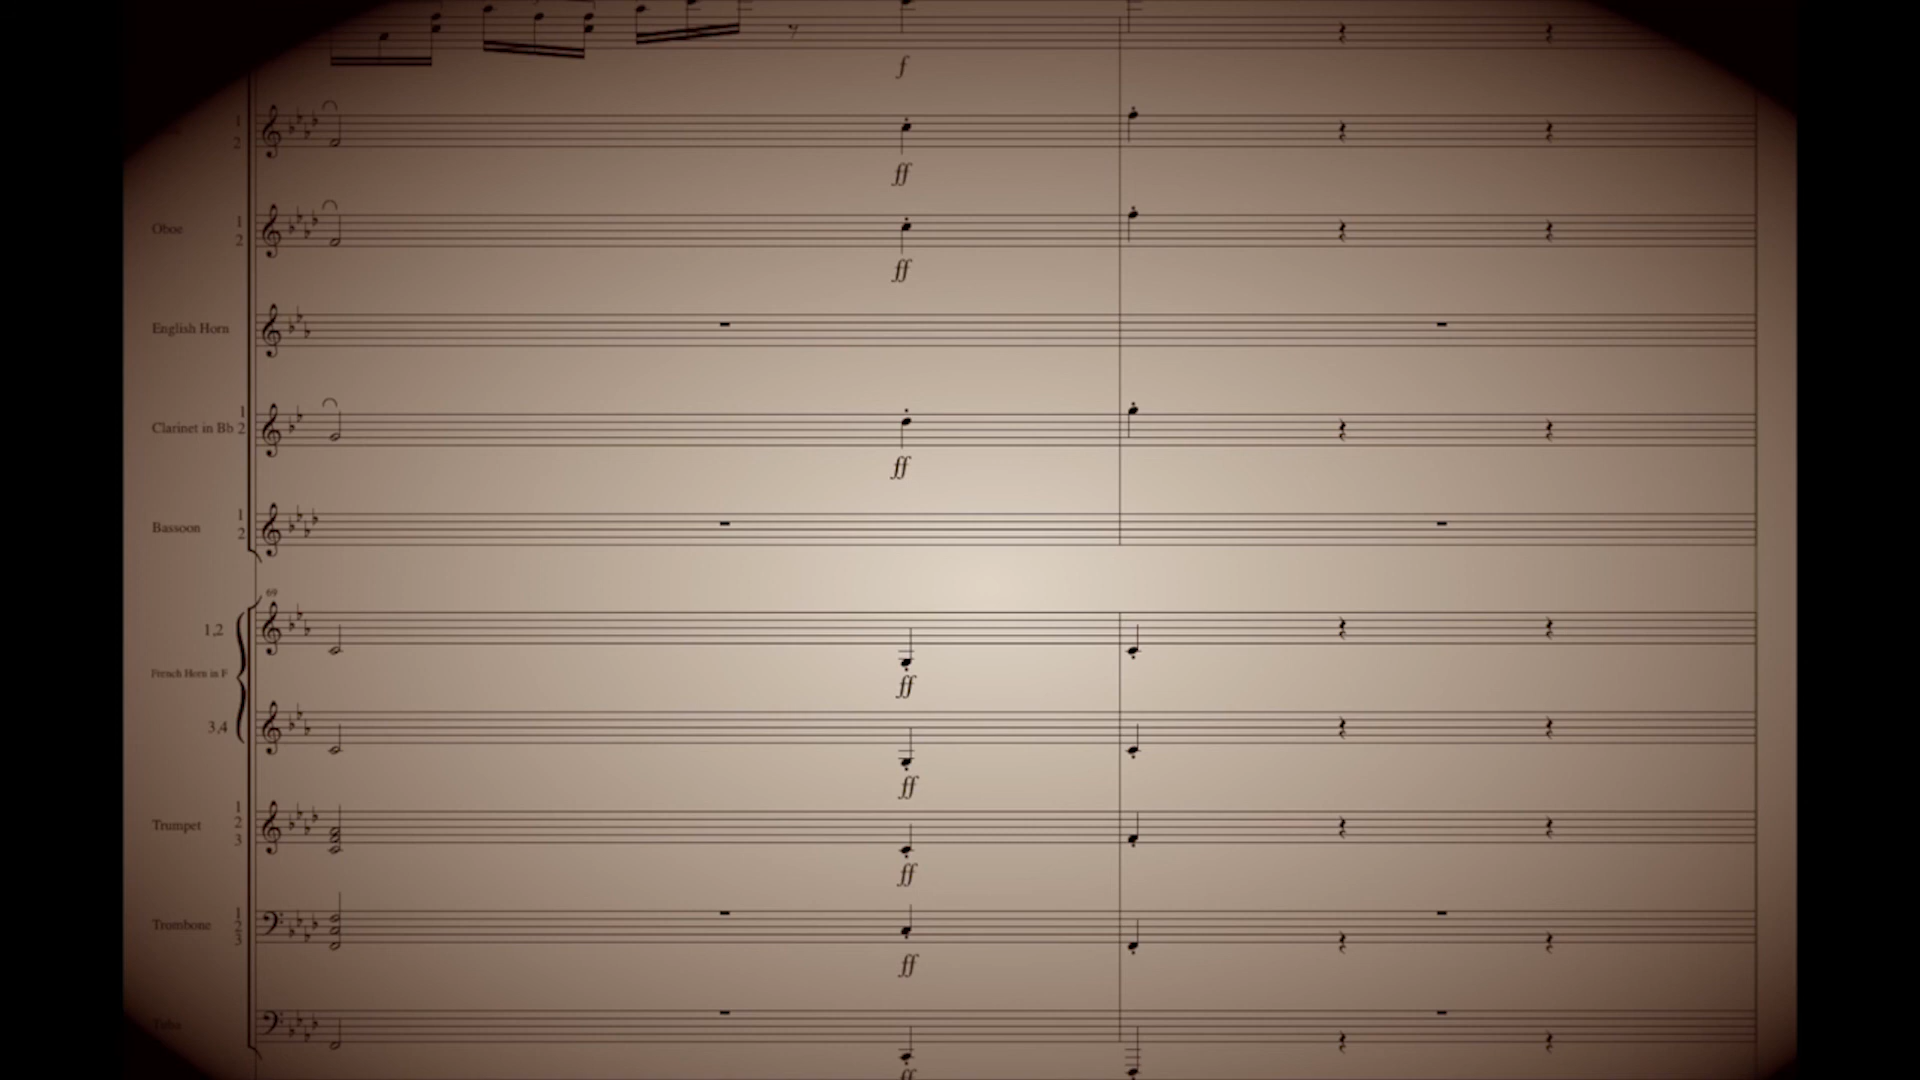 f
1
2
ff
Oboe 1
2
ff
English Horn
Clarinet in Bb 1
2
ff
Bassoon 1
2
69
1,2
French Horn in F
ff
3,4
ff
Trumpet 1
2
3
ff
Trombone 1
2
3
ff
Tuba
ff